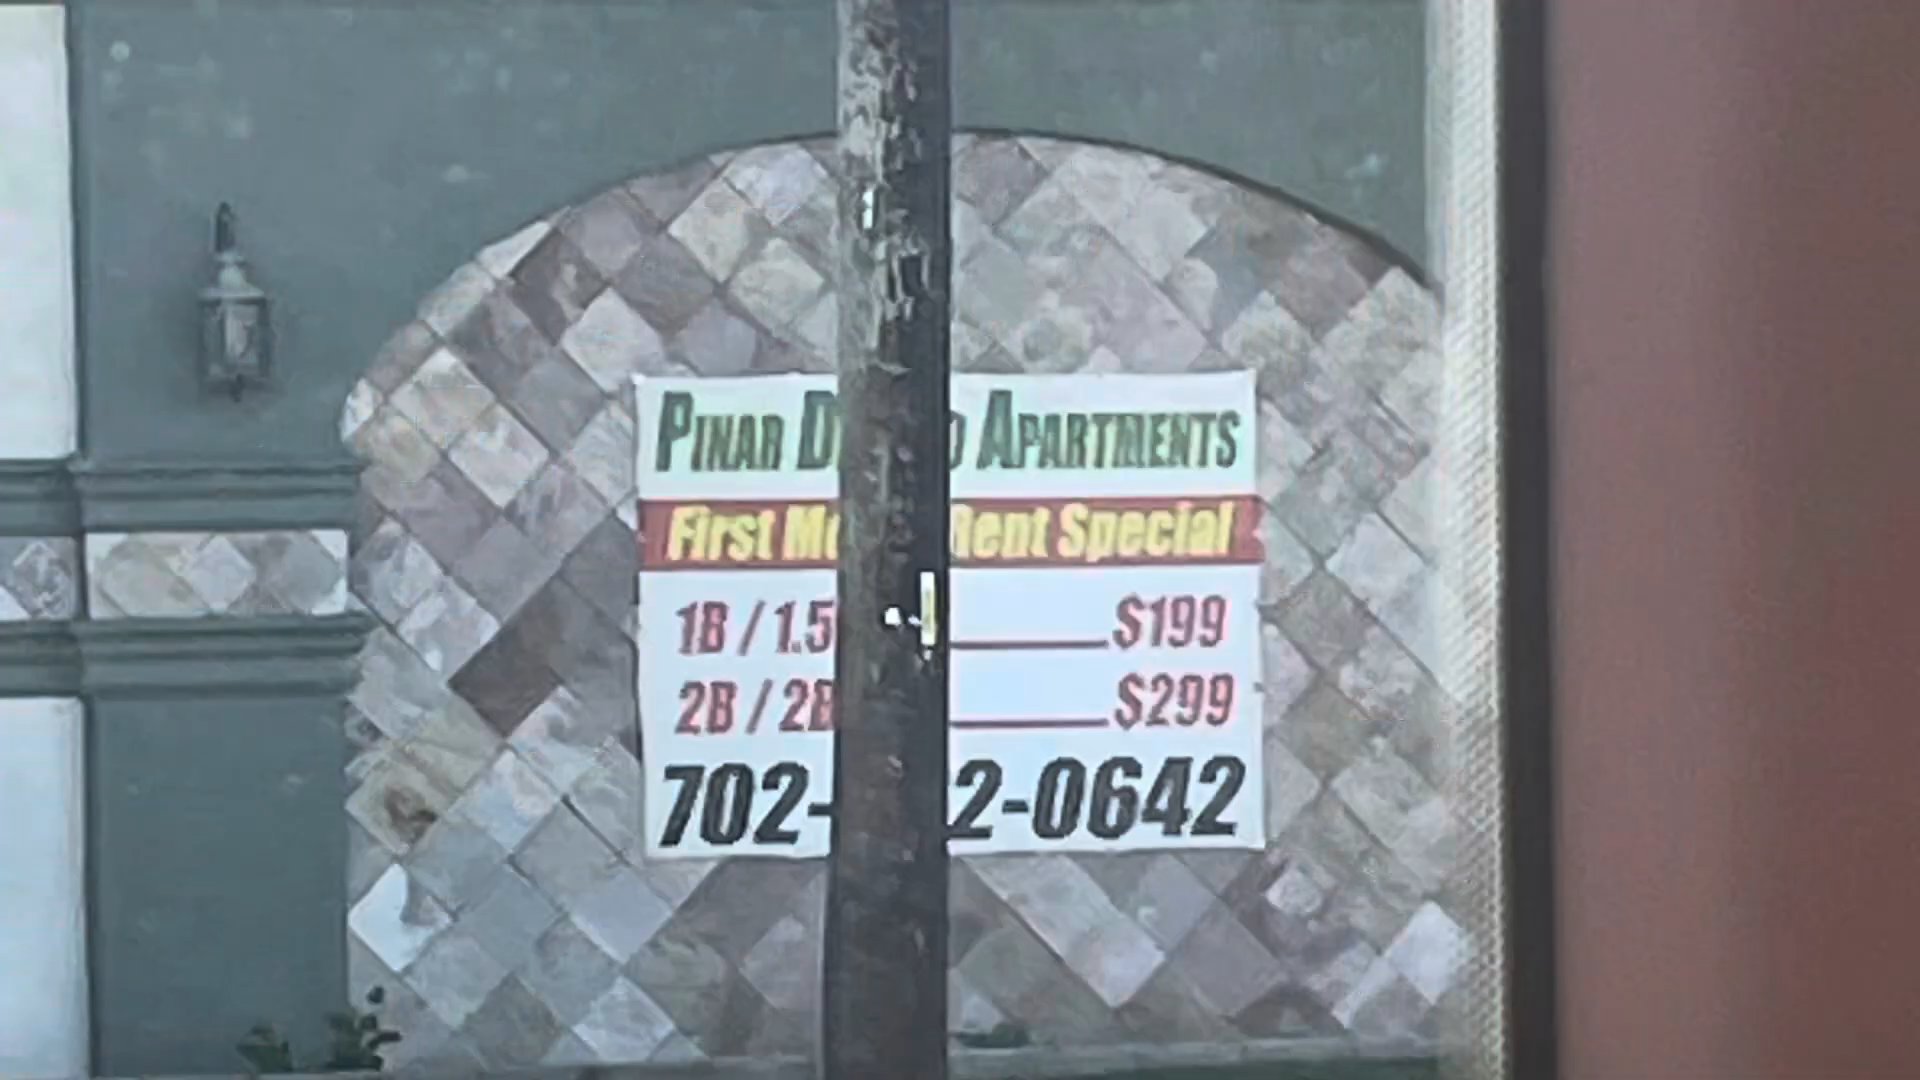 PINAR D APARTMENTS
First Rent Special
1B / 1.5 $199
2B / 2B $299
702- 2-0642